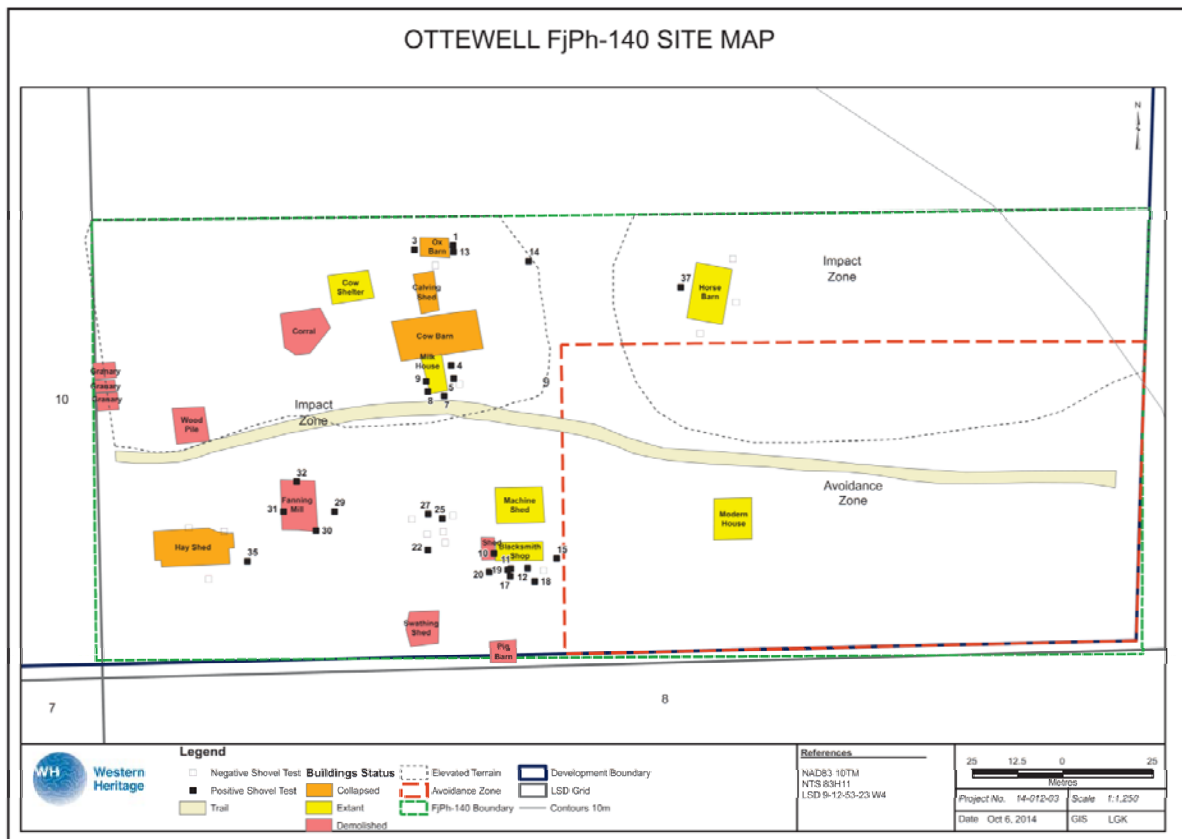 OTTEWELL FjPh-140 SITE MAP
N
1
3
Ox
Barn
13
14
Impact
Zone
37
Horse
Barn
Cow
Shelter
Calving
Shed
Corral
Cow Barn
Milk
House
4
9
5
8
7
9
Granary
Granary
Granary
10
Impact
Zone
Wood
Pile
Avoidance
Zone
32
Fanning
Mill
31
29
30
27
25
22
Machine
Shed
Modern
House
Hay Shed
35
Shed
10
Blacksmith
Shop
15
11
19
20
12
17
18
Swathing
Shed
Pig
Barn
7
8
WH
Western
Heritage
Legend
Negative Shovel Test
Positive Shovel Test
Trail
Buildings Status
Collapsed
Extant
Demolished
Elevated Terrain
Avoidance Zone
FjPh-140 Boundary
Development Boundary
LSD Grid
Contours 10m
References
NAD83 10TM
NTS 83H11
LSD 9-12-53-23 W4
25 12.5 0 25
Metres
Project No. 14-012-03 Scale 1:1,250
Date Oct 6, 2014 GIS LGK